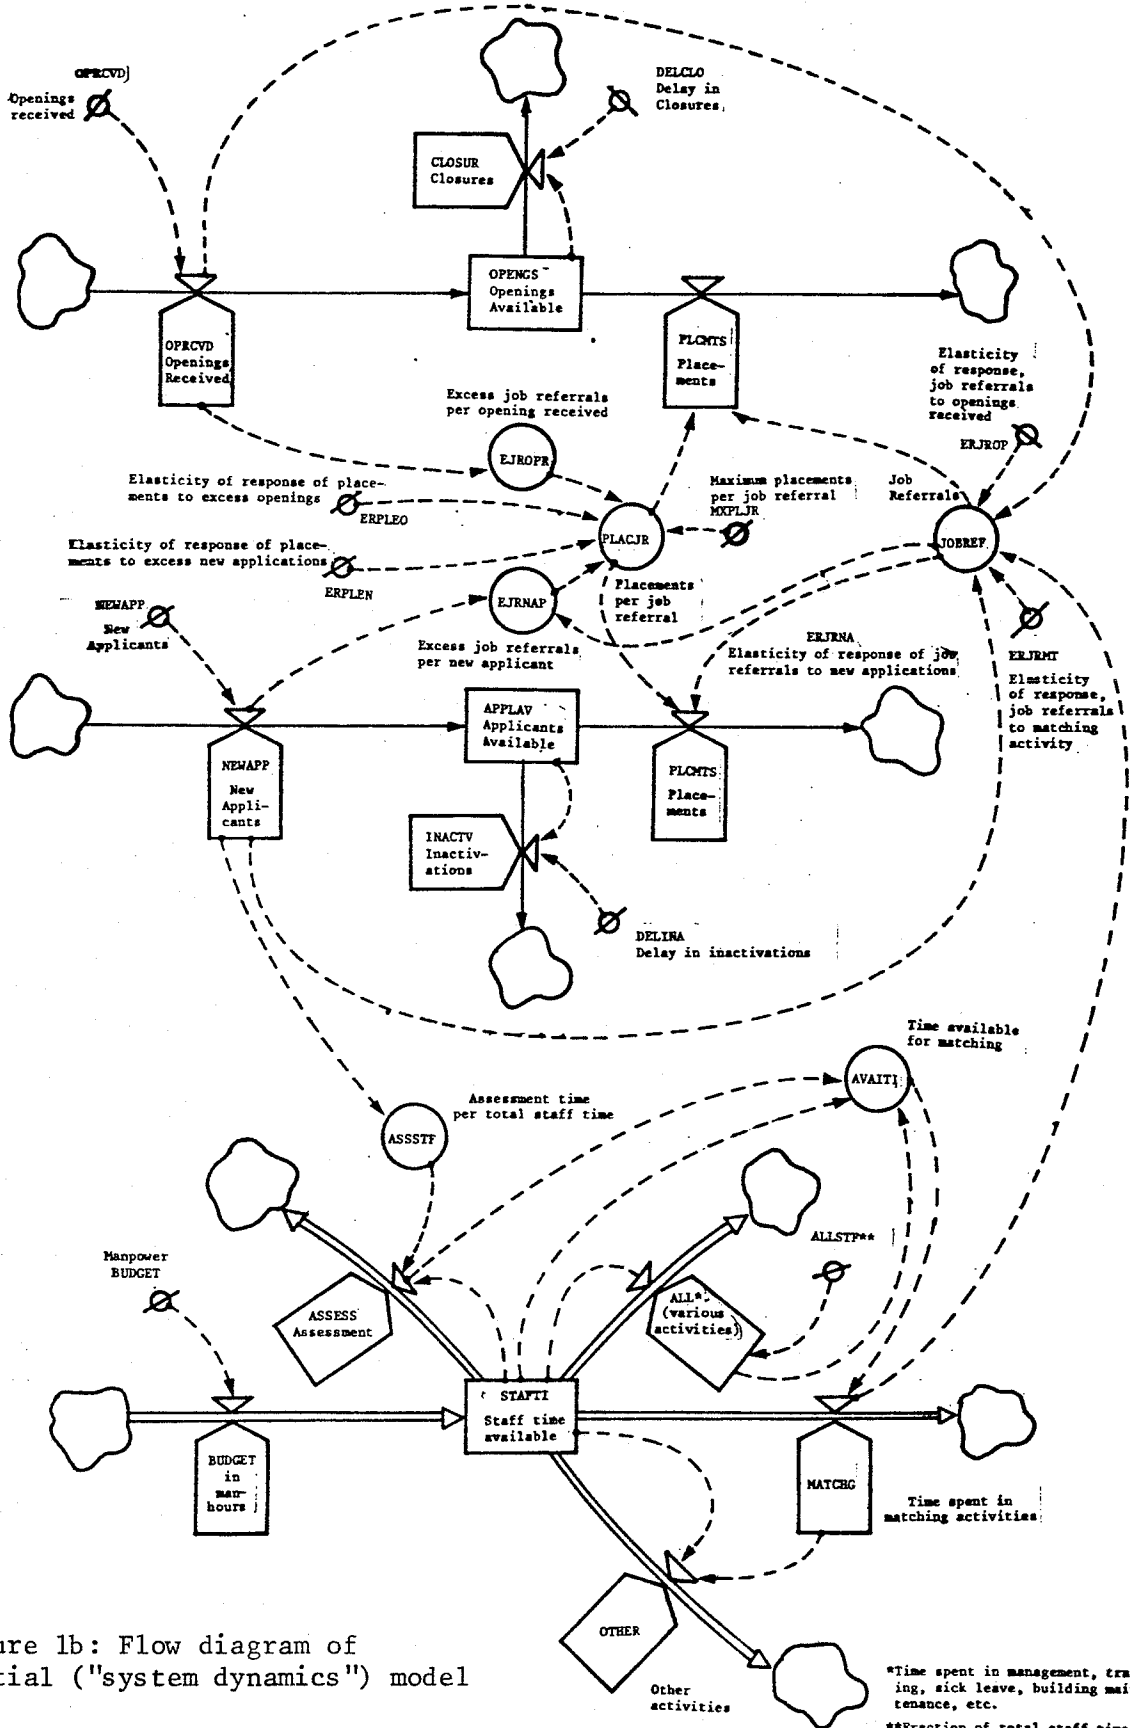 OPRCVD
Openings
received
DELCLO
Delay in
Closures
CLOSUR
Closures
OPENGS
Openings
Available
OPRCVD
Openings
Received
PLCMTS
Place-
ments
Elasticity
of response,
job referrals
to openings
received
ERJROP
Excess job referrals
per opening received
EJROPR
Elasticity of response of place-
ments to excess openings
ERPLEO
Maximum placements
per job referral
MXPLJR
Job
Referrals
PLACJR
JOBREF
Elasticity of response of place-
ments to excess new applications
ERPLEN
EJRNAP
Placements
per job
referral
NEWAPP
New
Applicants
Excess job referrals
per new applicant
ERJRNA
Elasticity of response of job
referrals to new applications
ERJRMT
Elasticity
of response,
job referrals
to matching
activity
APPLAV
Applicants
Available
NEWAPP
New
Appli-
cants
PLCMTS
Place-
ments
INACTV
Inactiv-
ations
DELINA
Delay in inactivations
Time available
for matching
AVAITI
Assessment time
per total staff time
ASSSTF
Manpower
BUDGET
ALLSTF**
ASSESS
Assessment
ALL*
(various
activities)
STAFTI
Staff time
available
BUDGET
in
man-
hours
MATCHG
Time spent in
matching activities
OTHER
Other
activities
ure 1b: Flow diagram of
tial ("system dynamics") model
*Time spent in management, tra
ing, sick leave, building mai
tenance, etc.
**Fraction of total staff time